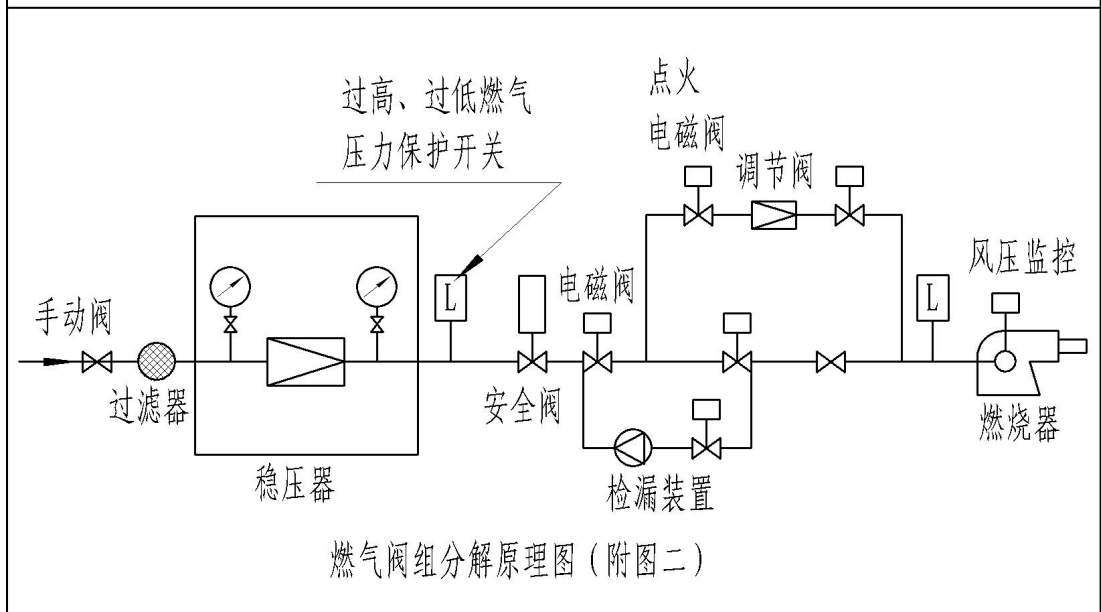 过高、过低燃气
压力保护开关
点火
电磁阀
调节阀
风压监控
手动阀
L
电磁阀
L
过滤器
安全阀
燃烧器
稳压器
检漏装置
燃气阀组分解原理图（附图二）